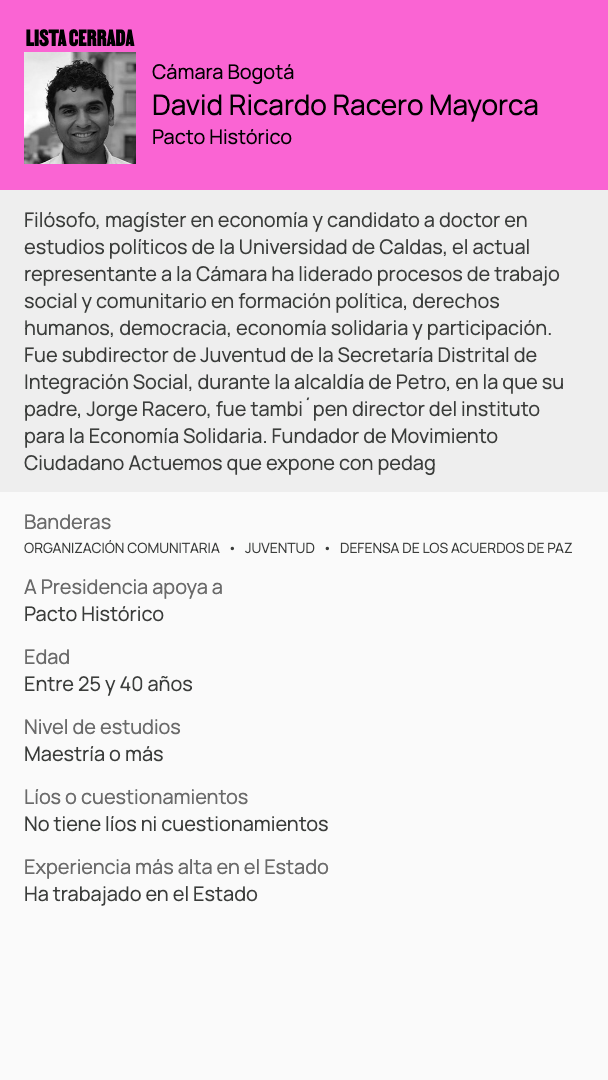 LISTA CERRADA
Cámara Bogotá
David Ricardo Racero Mayorca
Pacto Histórico
Filósofo, magíster en economía y candidato a doctor en
estudios políticos de la Universidad de Caldas, el actual
representante a la Cámara ha liderado procesos de trabajo
social y comunitario en formación política, derechos
humanos, democracia, economía solidaria y participación.
Fue subdirector de Juventud de la Secretaría Distrital de
Integración Social, durante la alcaldía de Petro, en la que su
padre, Jorge Racero, fue tambi´pen director del instituto
para la Economía Solidaria. Fundador de Movimiento
Ciudadano Actuemos que expone con pedag
Banderas
ORGANIZACIÓN COMUNITARIA • JUVENTUD • DEFENSA DE LOS ACUERDOS DE PAZ
A Presidencia apoya a
Pacto Histórico
Edad
Entre 25 y 40 años
Nivel de estudios
Maestría o más
Líos o cuestionamientos
No tiene líos ni cuestionamientos
Experiencia más alta en el Estado
Ha trabajado en el Estado